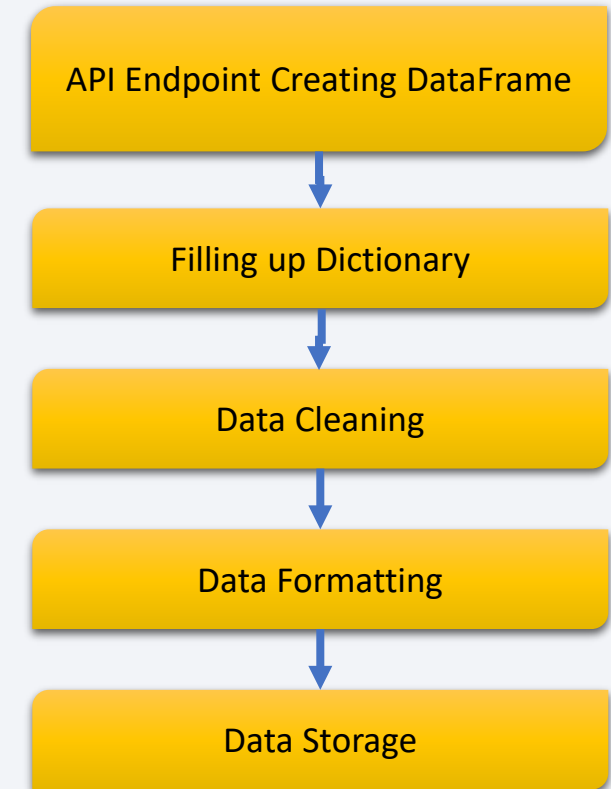 API Endpoint Creating DataFrame
Filling up Dictionary
Data Cleaning
Data Formatting
Data Storage